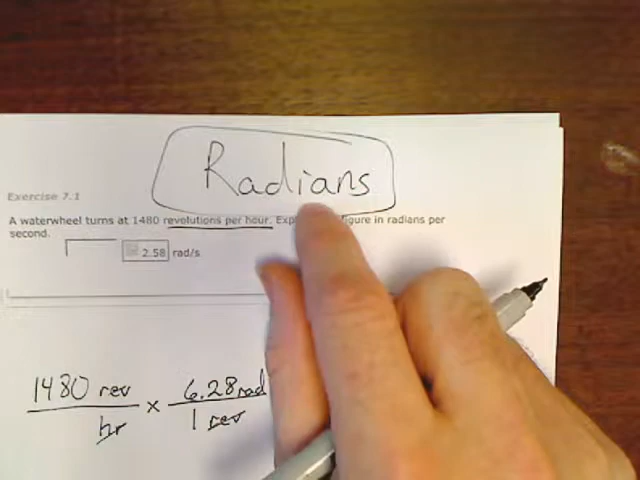 Radians
Exercise 7.1
A waterwheel turns at 1480 revolutions per hour. figure in radians per
second.
2.58 rad/s
1480 rev
hr
×
6.28 rad
1 rev